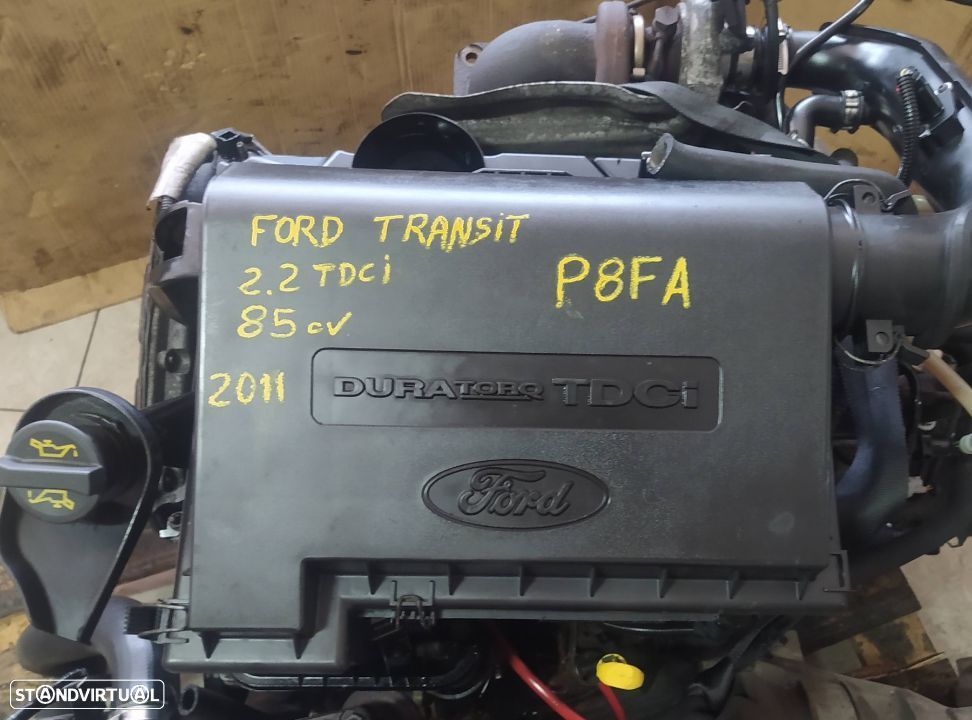 FORD TRANSiT
2.2 TDCi
P8FA
85 cv
2011
DURATORQ TDCi
Ford
STANDVIRTUAL